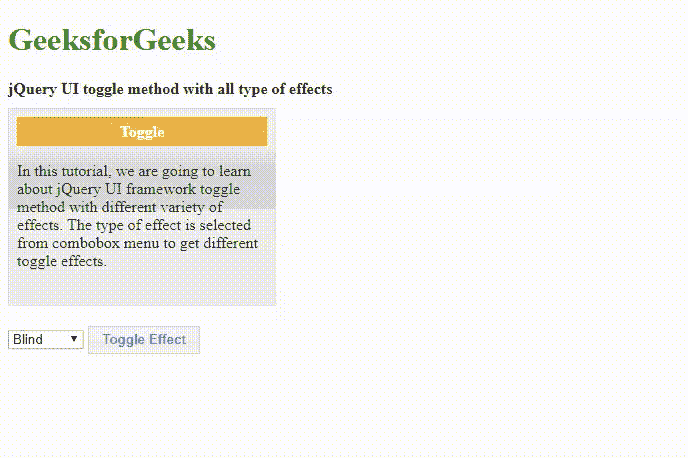 GeeksforGeeks
jQuery UI toggle method with all type of effects
Toggle
In this tutorial, we are going to learn
about jQuery UI framework toggle
method with different variety of
effects. The type of effect is selected
from combobox menu to get different
toggle effects.
Blind
Toggle Effect